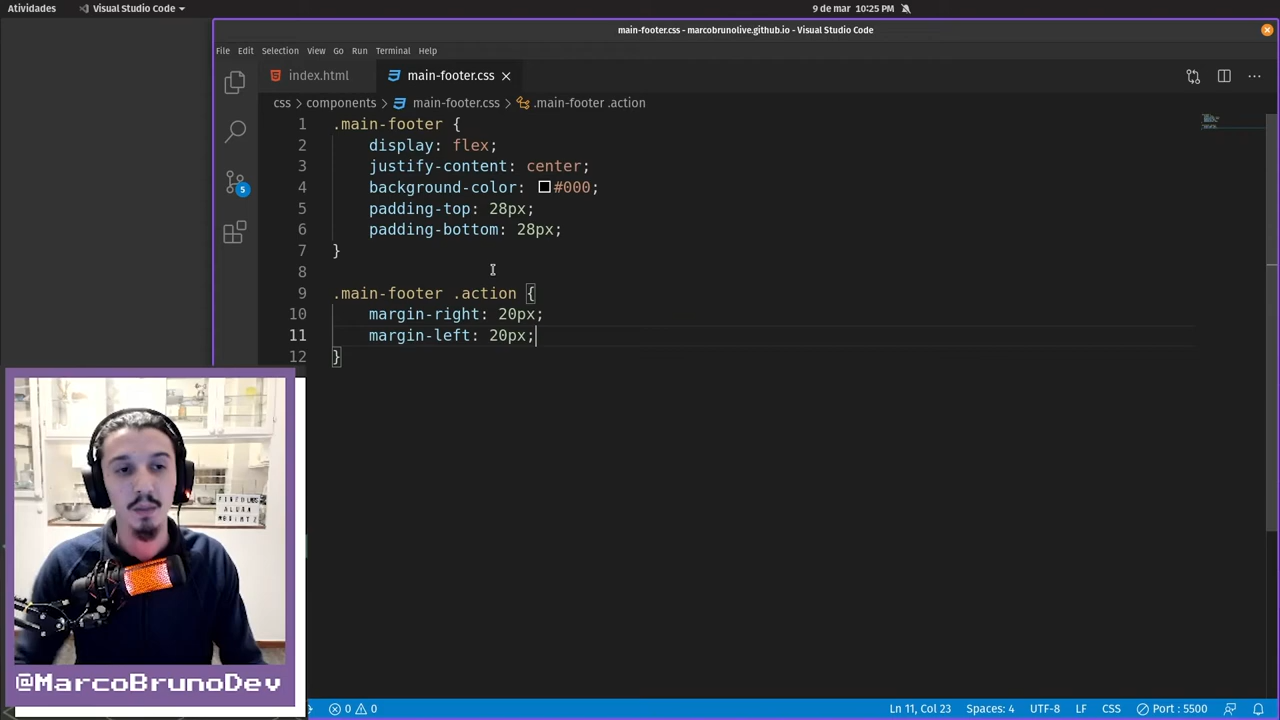 Atividades
Visual Studio Code
9 de mar 10:25 PM
main-footer.css - marcobrunolive.github.io - Visual Studio Code
File Edit Selection View Go Run Terminal Help
index.html
main-footer.css
css > components > main-footer.css > .main-footer .action
1 .main-footer {
2 display: flex;
3 justify-content: center;
4 background-color: #000;
5 padding-top: 28px;
6 padding-bottom: 28px;
7 }
8
9 .main-footer .action {
10 margin-right: 20px;
11 margin-left: 20px;
12 }
5
@MarcoBrunoDev
0 0
Ln 11, Col 23 Spaces: 4 UTF-8 LF CSS Port : 5500